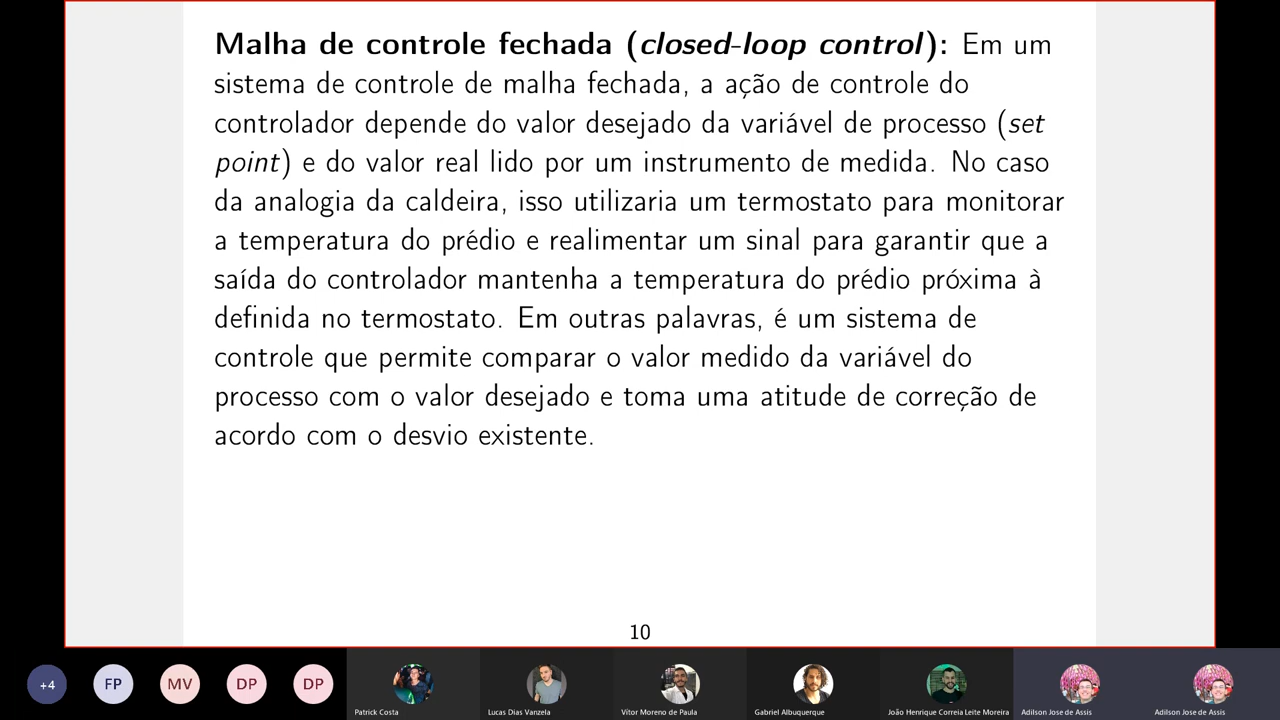 Malha de controle fechada (closed-loop control): Em um
sistema de controle de malha fechada, a ação de controle do
controlador depende do valor desejado da variável de processo (set
point) e do valor real lido por um instrumento de medida. No caso
da analogia da caldeira, isso utilizaria um termostato para monitorar
a temperatura do prédio e realimentar um sinal para garantir que a
saída do controlador mantenha a temperatura do prédio próxima à
definida no termostato. Em outras palavras, é um sistema de
controle que permite comparar o valor medido da variável do
processo com o valor desejado e toma uma atitude de correção de
acordo com o desvio existente.
10
+4 FP MV DP DP
Patrick Costa Lucas Dias Vanzela Vítor Moreno de Paula Gabriel Albuquerque João Henrique Correia Leite Moreira Adilson Jose de Assis Adilson Jose de Assis